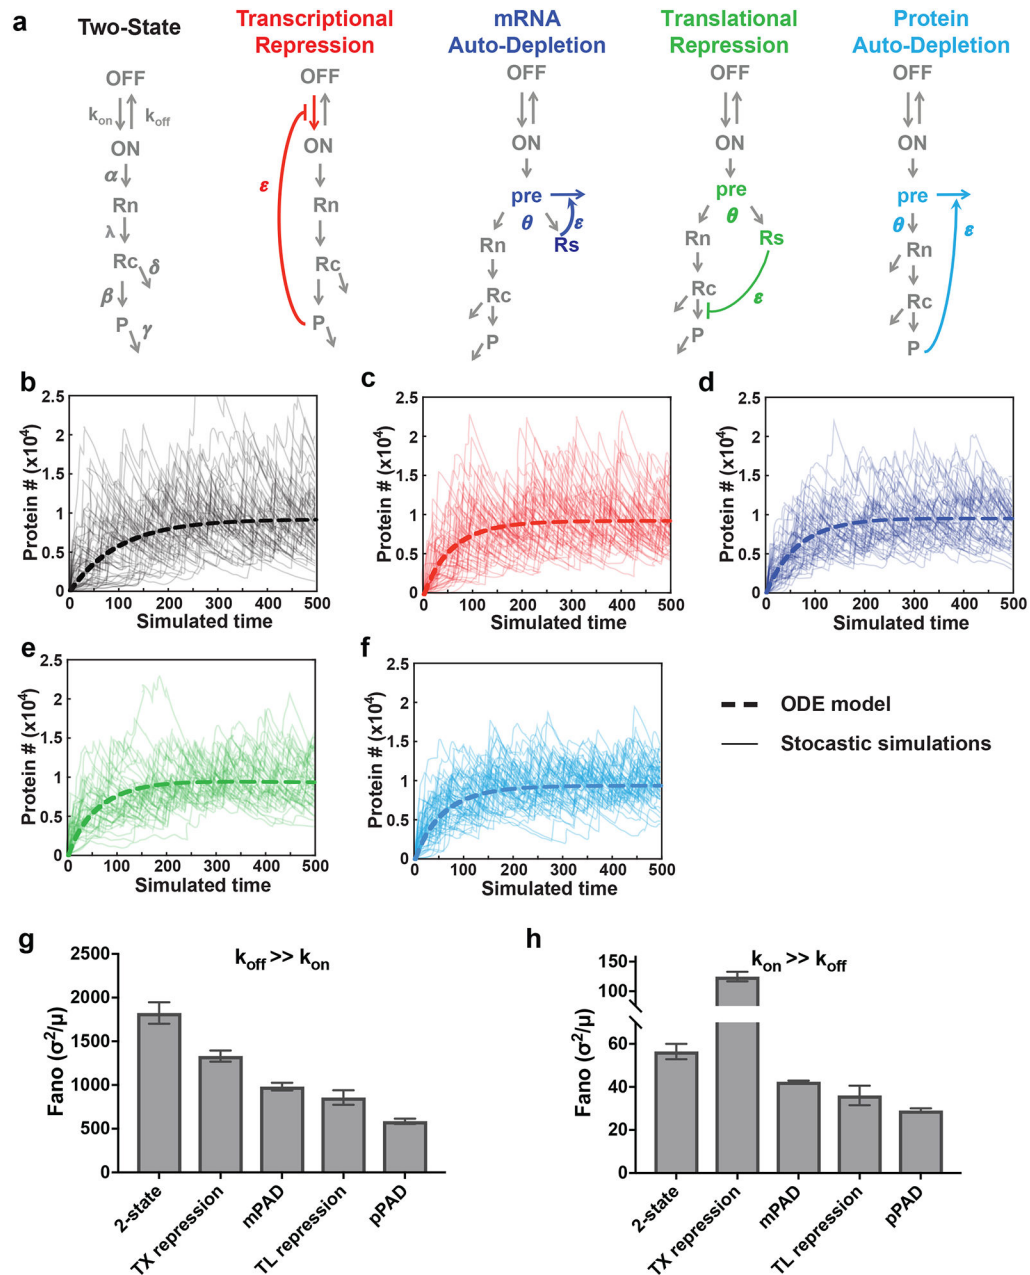 a
Two-State
Transcriptional
Repression
mRNA
Auto-Depletion
Translational
Repression
Protein
Auto-Depletion
OFF
kon
koff
ON
α
Rn
λ
Rc
δ
β
P
γ
OFF
ON
ε
Rn
Rc
P
OFF
ON
pre
θ
ε
Rn
Rs
Rc
P
OFF
ON
pre
θ
Rn
Rs
Rc
ε
P
OFF
ON
pre
θ
ε
Rn
Rc
P
b
Protein # (x10⁴)
2.5
2
1.5
1
0.5
0
0 100 200 300 400 500
Simulated time
c
Protein # (x10⁴)
2.5
2
1.5
1
0.5
0
0 100 200 300 400 500
Simulated time
d
Protein # (x10⁴)
2.5
2
1.5
1
0.5
0
0 100 200 300 400 500
Simulated time
e
Protein # (x10⁴)
2.5
2
1.5
1
0.5
0
0 100 200 300 400 500
Simulated time
f
Protein # (x10⁴)
2.5
2
1.5
1
0.5
0
0 100 200 300 400 500
Simulated time
ODE model
Stocastic simulations
g
koff >> kon
Fano (σ²/μ)
2500
2000
1500
1000
500
0
2-state
TX repression
mPAD
TL repression
pPAD
h
kon >> koff
Fano (σ²/μ)
150
100
60
40
20
0
2-state
TX repression
mPAD
TL repression
pPAD